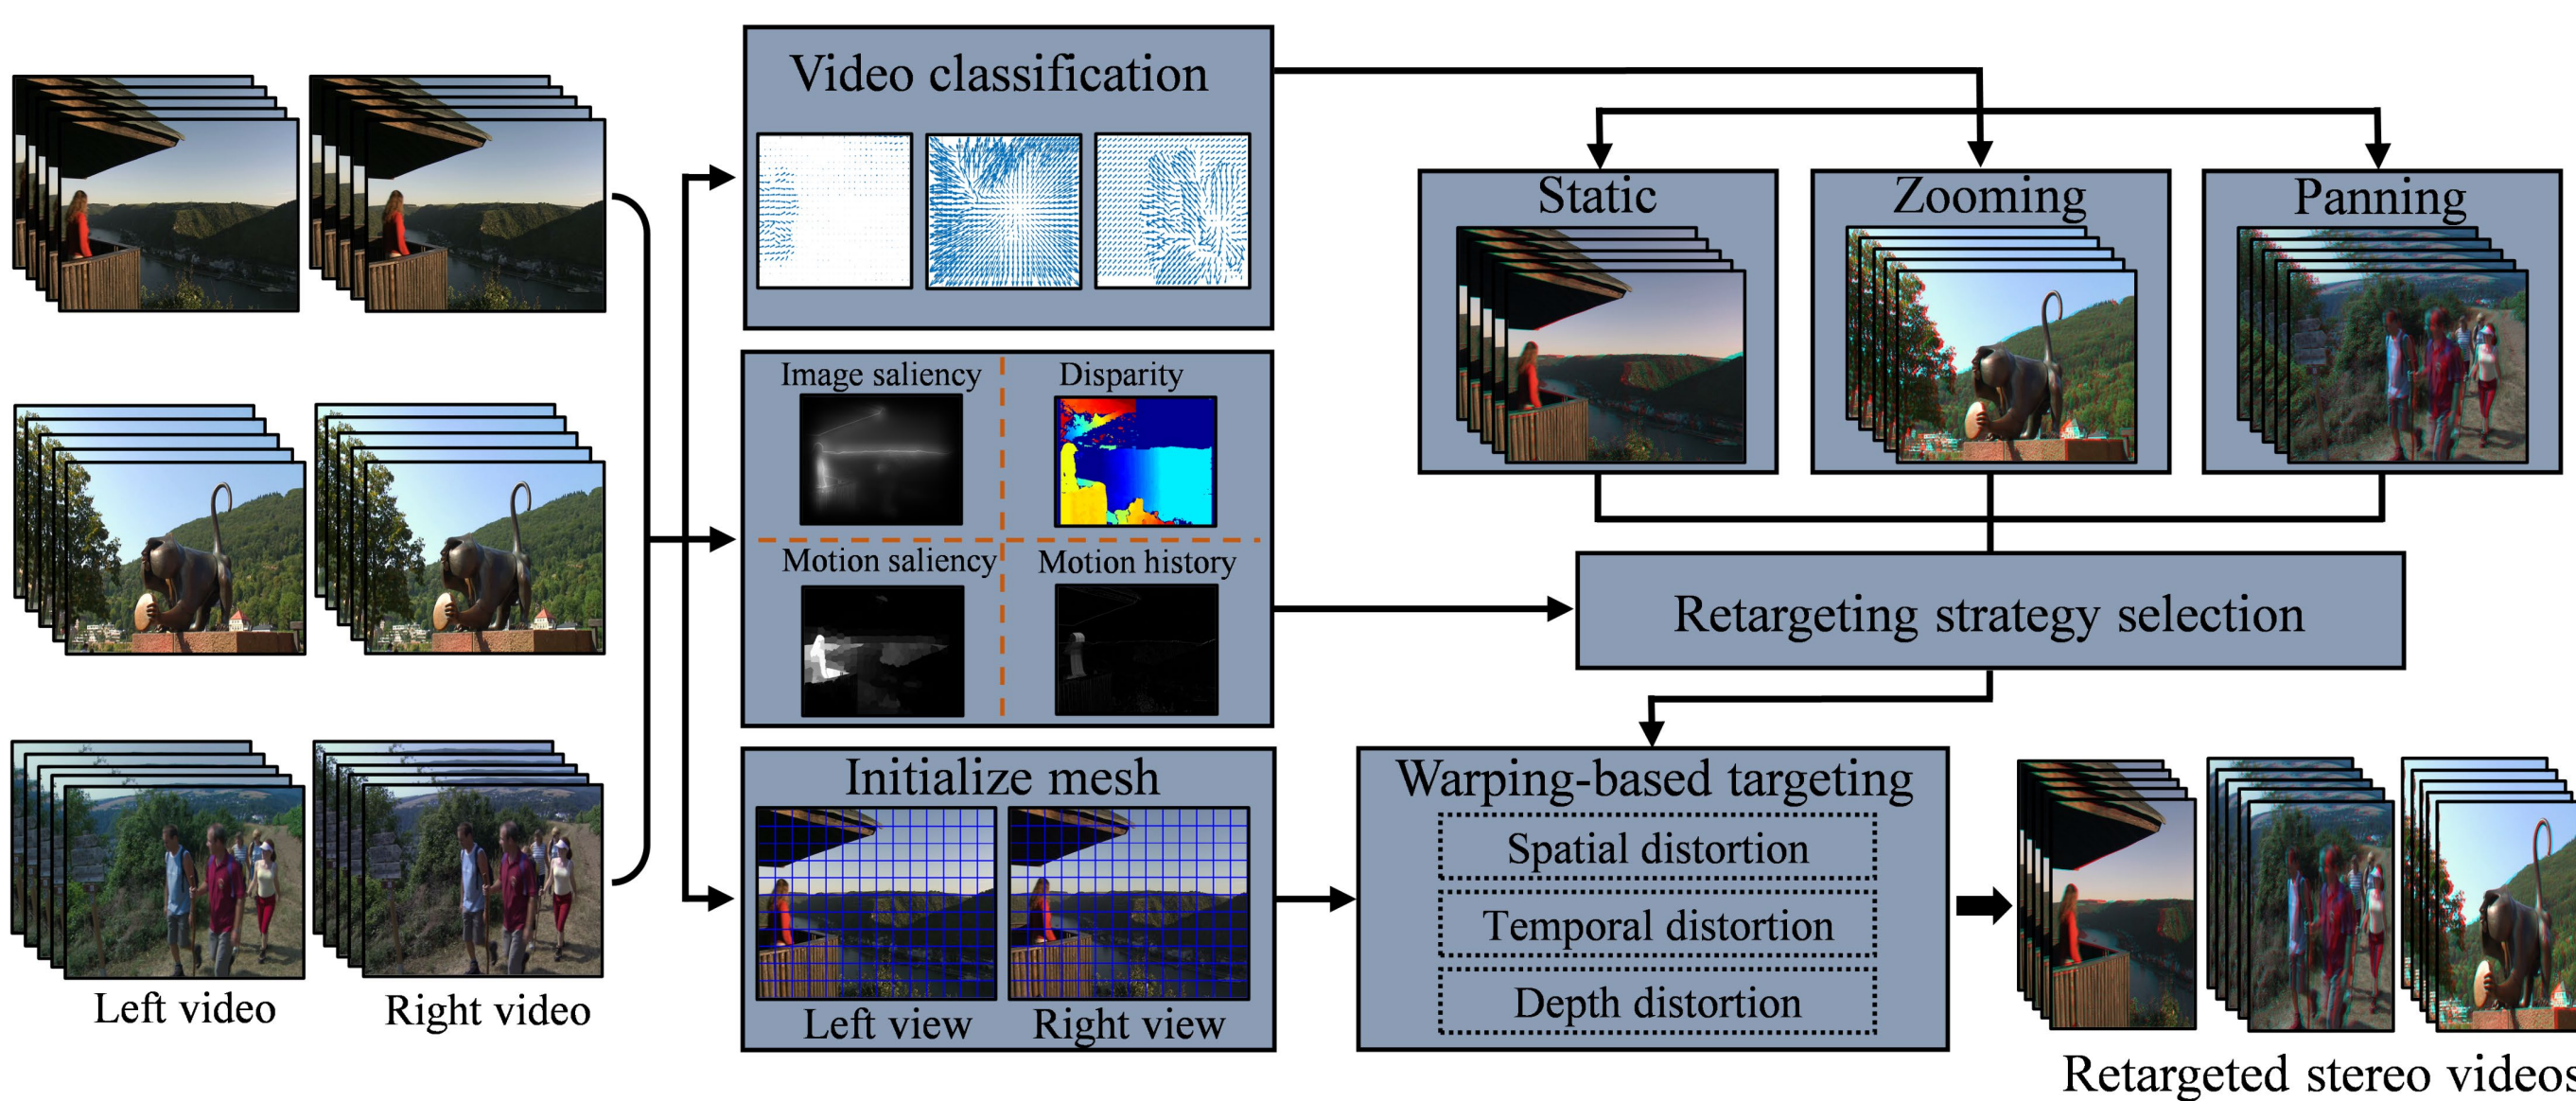 Video classification
Static
Zooming
Panning
Image saliency
Disparity
Motion saliency
Motion history
Retargeting strategy selection
Initialize mesh
Left view
Right view
Warping-based targeting
Spatial distortion
Temporal distortion
Depth distortion
Left video
Right video
Retargeted stereo videos